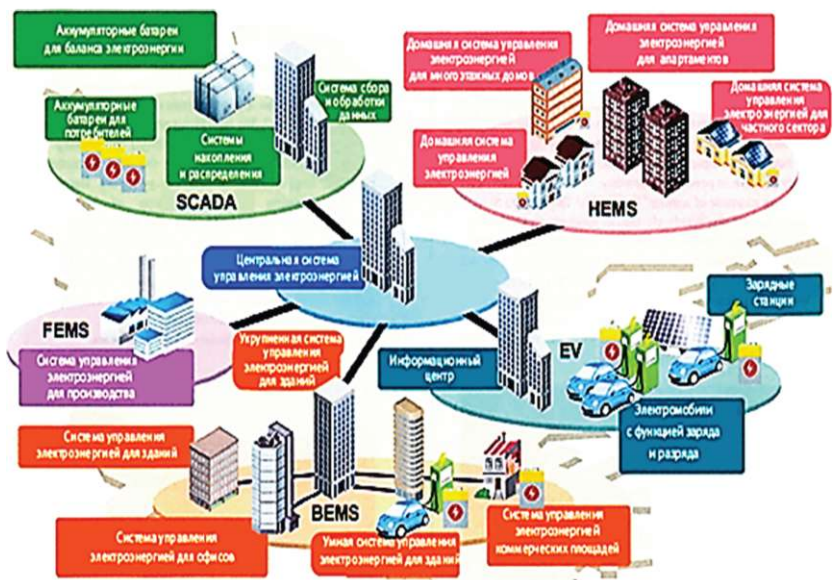 Аккумуляторные батареи
для баланса электроэнергии
Аккумуляторные
батареи для
потребителей
Системы
накопления
и распределения
Система сбора
и обработки
данных
SCADA
Домашняя система управления
электроэнергией
для многоэтажных домов
Домашняя система управления
электроэнергией
для апартаментов
Домашняя система
управления
электроэнергией
Домашняя система
управления
электроэнергией для
частного сектора
HEMS
Центральная система
управления электроэнергией
FEMS
Система управления
электроэнергией
для производства
Укрупненная система
управления
электроэнергией
для зданий
Информационный
центр
EV
Зарядные
станции
Электромобили
с функцией заряда
и разряда
Система управления
электроэнергией для зданий
BEMS
Система управления
электроэнергией для офисов
Умная система управления
электроэнергией для зданий
Система управления
электроэнергией
коммерческих площадей